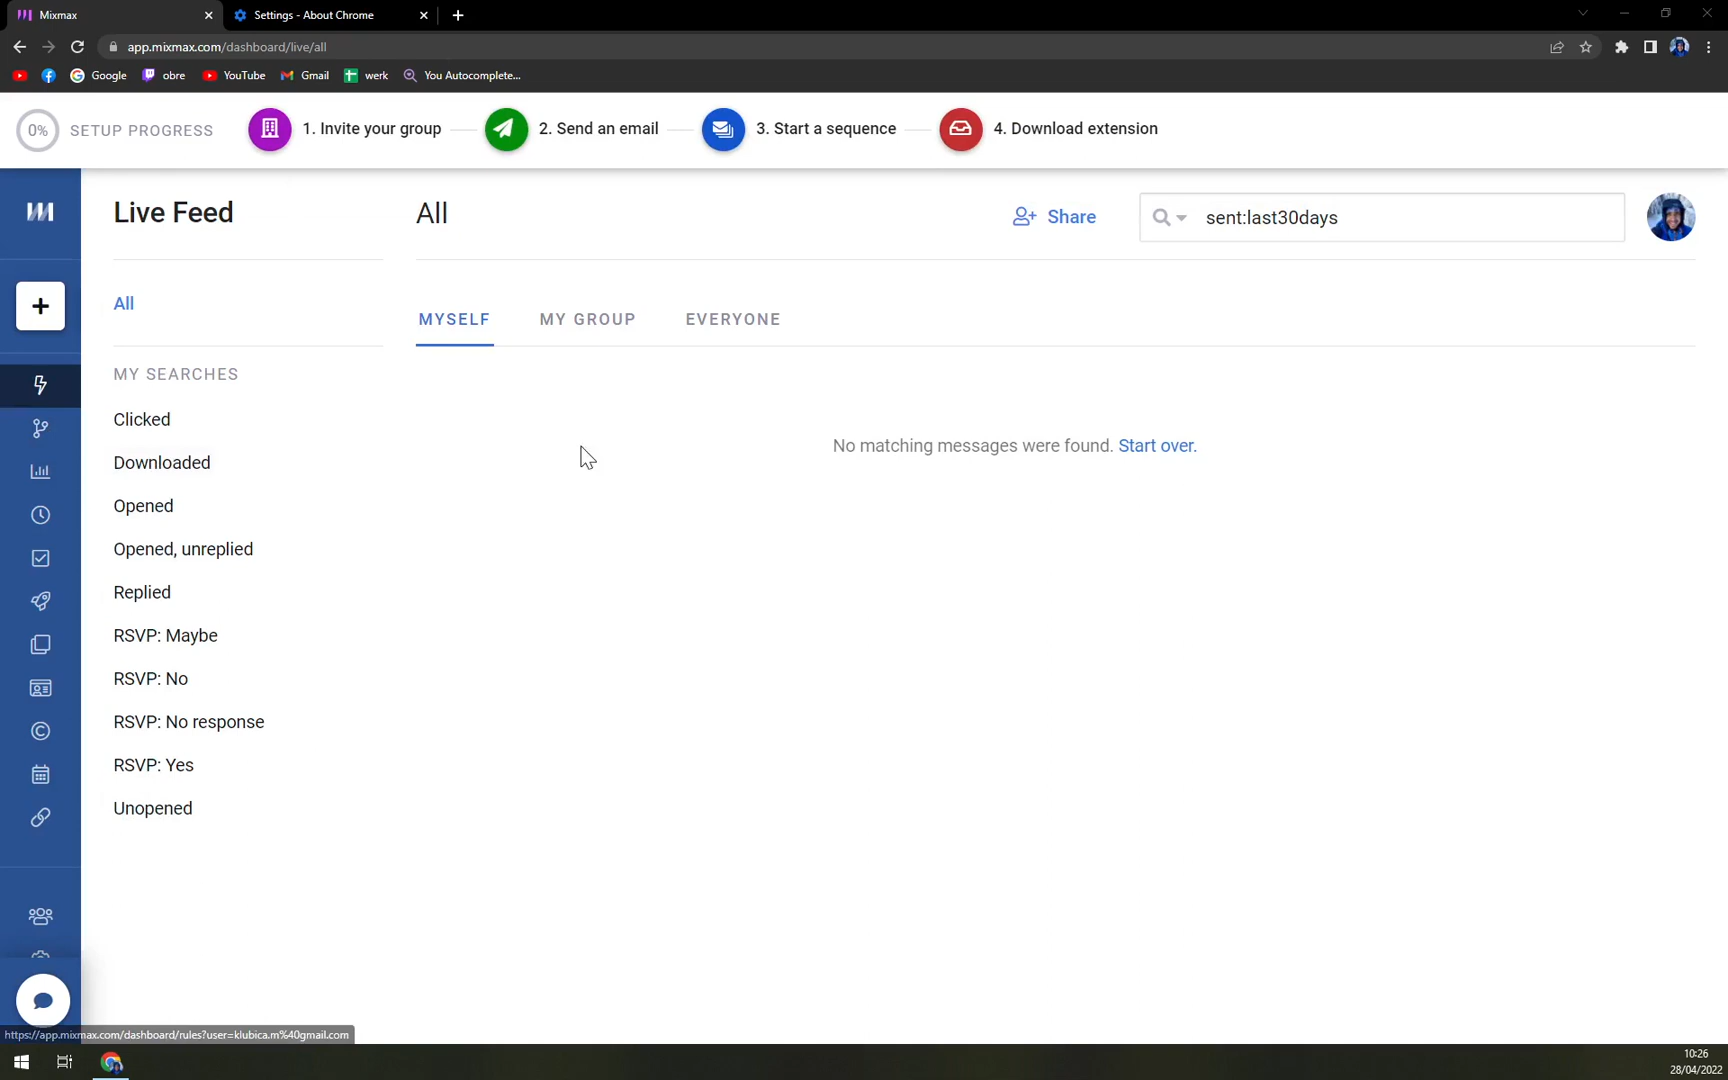 Mixmax
Settings - About Chrome
app.mixmax.com/dashboard/live/all
Google
obre
YouTube
Gmail
werk
You Autocomplete...
0%
SETUP PROGRESS
1. Invite your group
2. Send an email
3. Start a sequence
4. Download extension
Live Feed
All
Share
sent:last30days
All
MYSELF
MY GROUP
EVERYONE
MY SEARCHES
Clicked
No matching messages were found. Start over.
Downloaded
Opened
Opened, unreplied
Replied
RSVP: Maybe
RSVP: No
RSVP: No response
RSVP: Yes
Unopened
https://app.mixmax.com/dashboard/rules?user=klubica.m%40gmail.com
10:26
28/04/2022